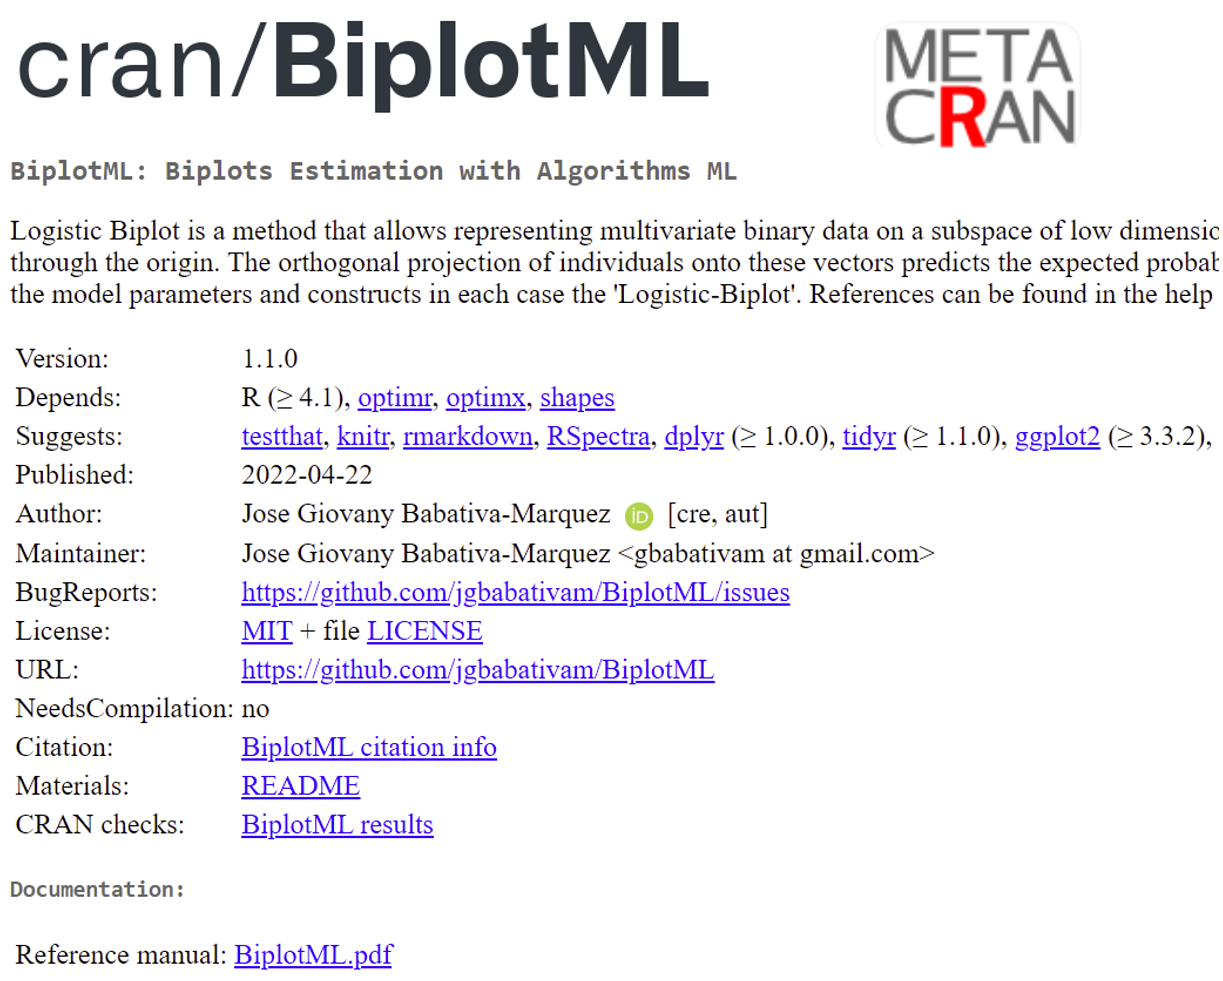 cran/BiplotML
META
CRAN
BiplotML: Biplots Estimation with Algorithms ML
Logistic Biplot is a method that allows representing multivariate binary data on a subspace of low
through the origin. The orthogonal projection of individuals onto these vectors predicts the expected
the model parameters and constructs in each case the 'Logistic-Biplot'. References can be found in the help
Version: 1.1.0
Depends: R (≥ 4.1), optimr, optimx, shapes
Suggests: testthat, knitr, rmarkdown, RSpectra, dplyr (≥ 1.0.0), tidyr (≥ 1.1.0), ggplot2 (≥ 3.3.2),
Published: 2022-04-22
Author: Jose Giovany Babativa-Marquez iD [cre, aut]
Maintainer: Jose Giovany Babativa-Marquez <gbabativam at gmail.com>
BugReports: https://github.com/jgbabativam/BiplotML/issues
License: MIT + file LICENSE
URL: https://github.com/jgbabativam/BiplotML
NeedsCompilation: no
Citation: BiplotML citation info
Materials: README
CRAN checks: BiplotML results
Documentation:
Reference manual: BiplotML.pdf